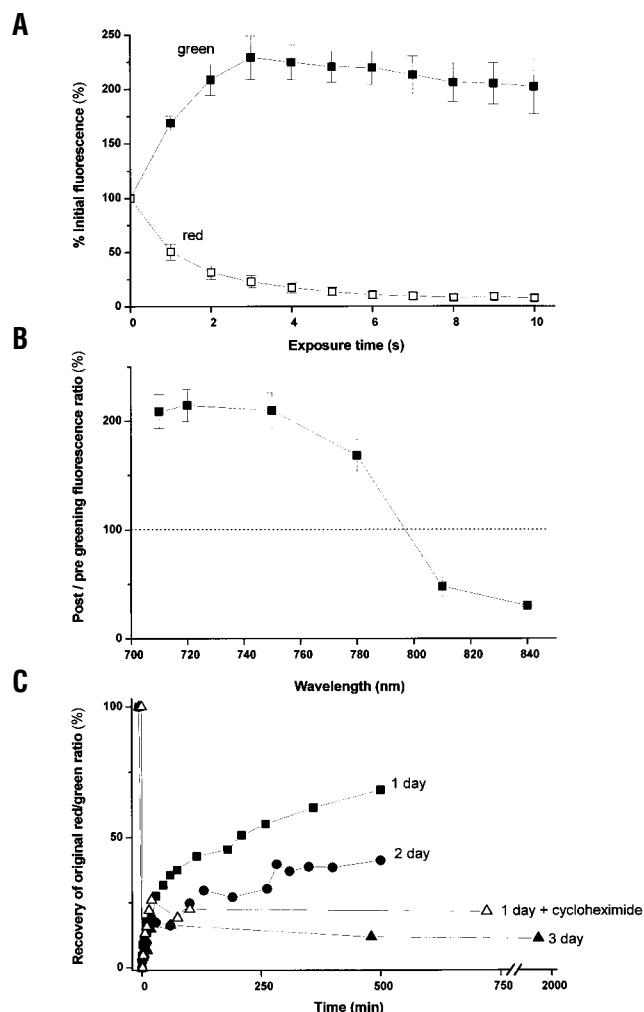 A
% Initial fluorescence (%)
250
200
150
100
50
0
green
red
0 2 4 6 8 10
Exposure time (s)
B
Post / pre greening fluorescence ratio (%)
200
100
0
700 720 740 760 780 800 820 840
Wavelength (nm)
C
Recovery of original red/green ratio (%)
100
50
0
1 day
2 day
1 day + cycloheximide
3 day
0 250 500 750 2000
Time (min)